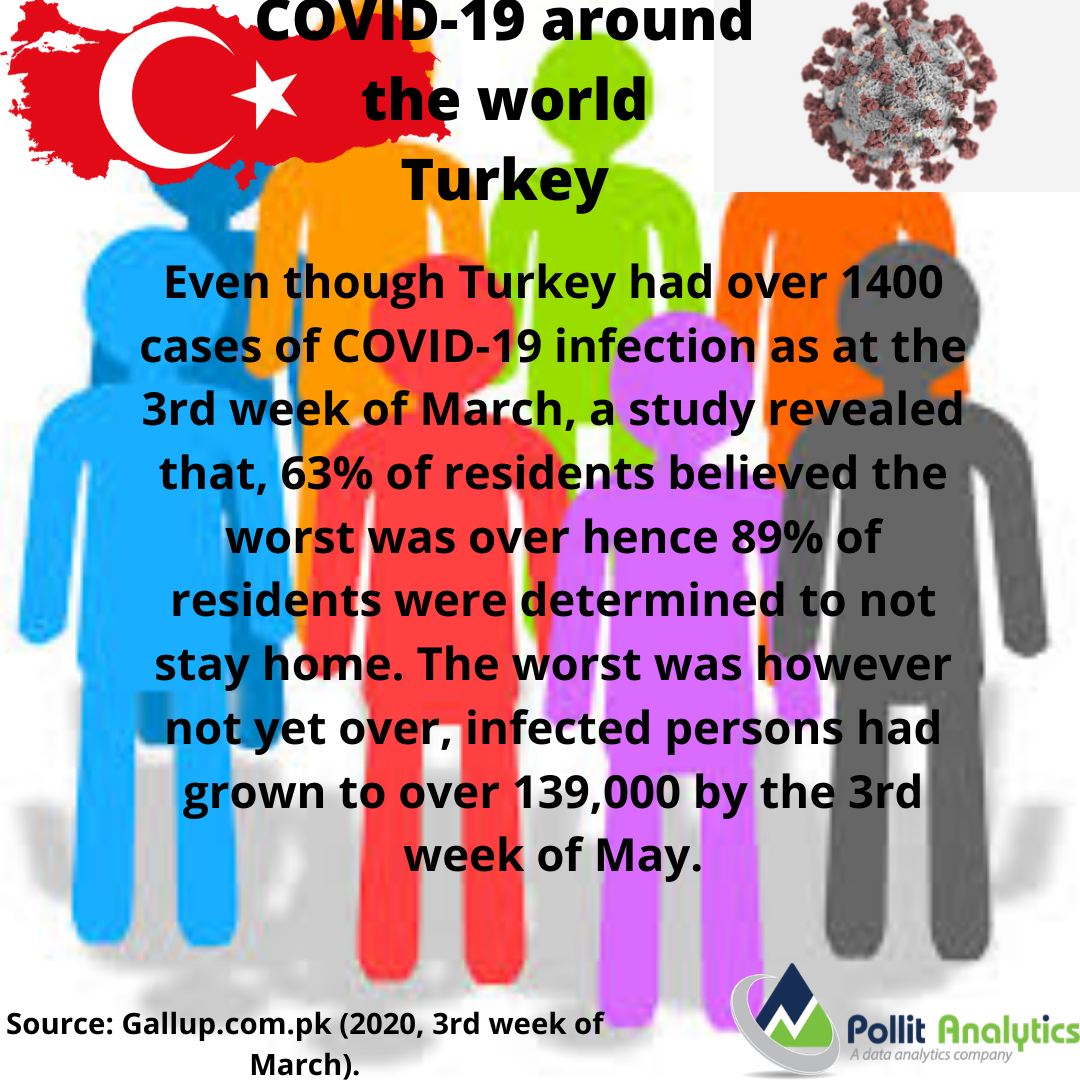 COVID-19 around
the world
Turkey
Even though Turkey had over 1400
cases of COVID-19 infection as at the
3rd week of March, a study revealed
that, 63% of residents believed the
worst was over hence 89% of
residents were determined to not
stay home. The worst was however
not yet over, infected persons had
grown to over 139,000 by the 3rd
week of May.
Source: Gallup.com.pk (2020, 3rd week of
March).
Pollit Analytics
A data analytics company